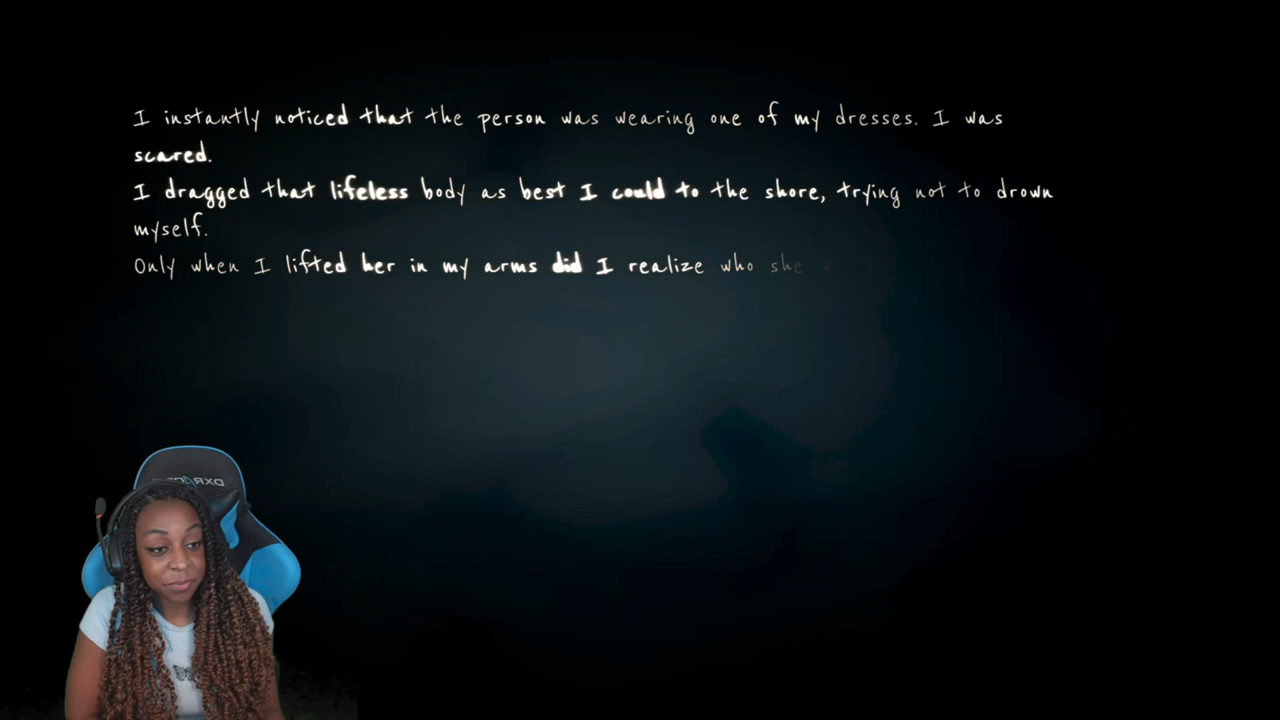 I instantly noticed that the person was wearing one of my dresses. I was
scared.
I dragged that lifeless body as best I could to the shore, trying not to drown
myself.
Only when I lifted her in my arms did I realize who she